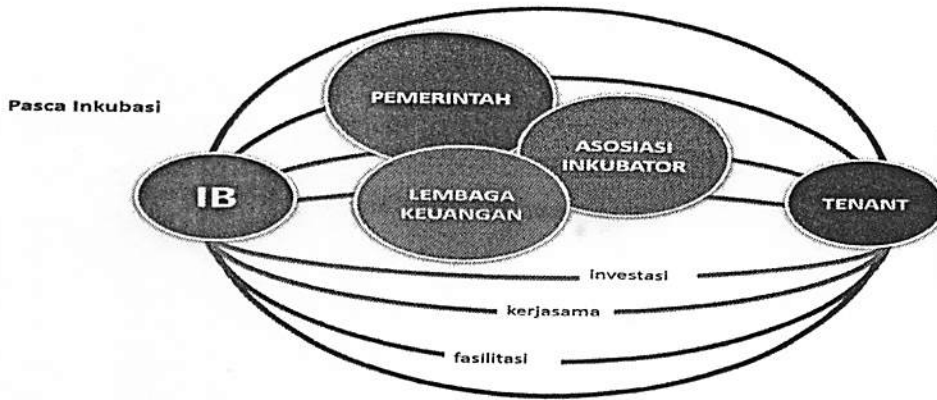 Pasca Inkubasi
PEMERINTAH
ASOSIASI
INKUBATOR
IB
LEMBAGA
KEUANGAN
TENANT
investasi
kerjasama
fasilitasi